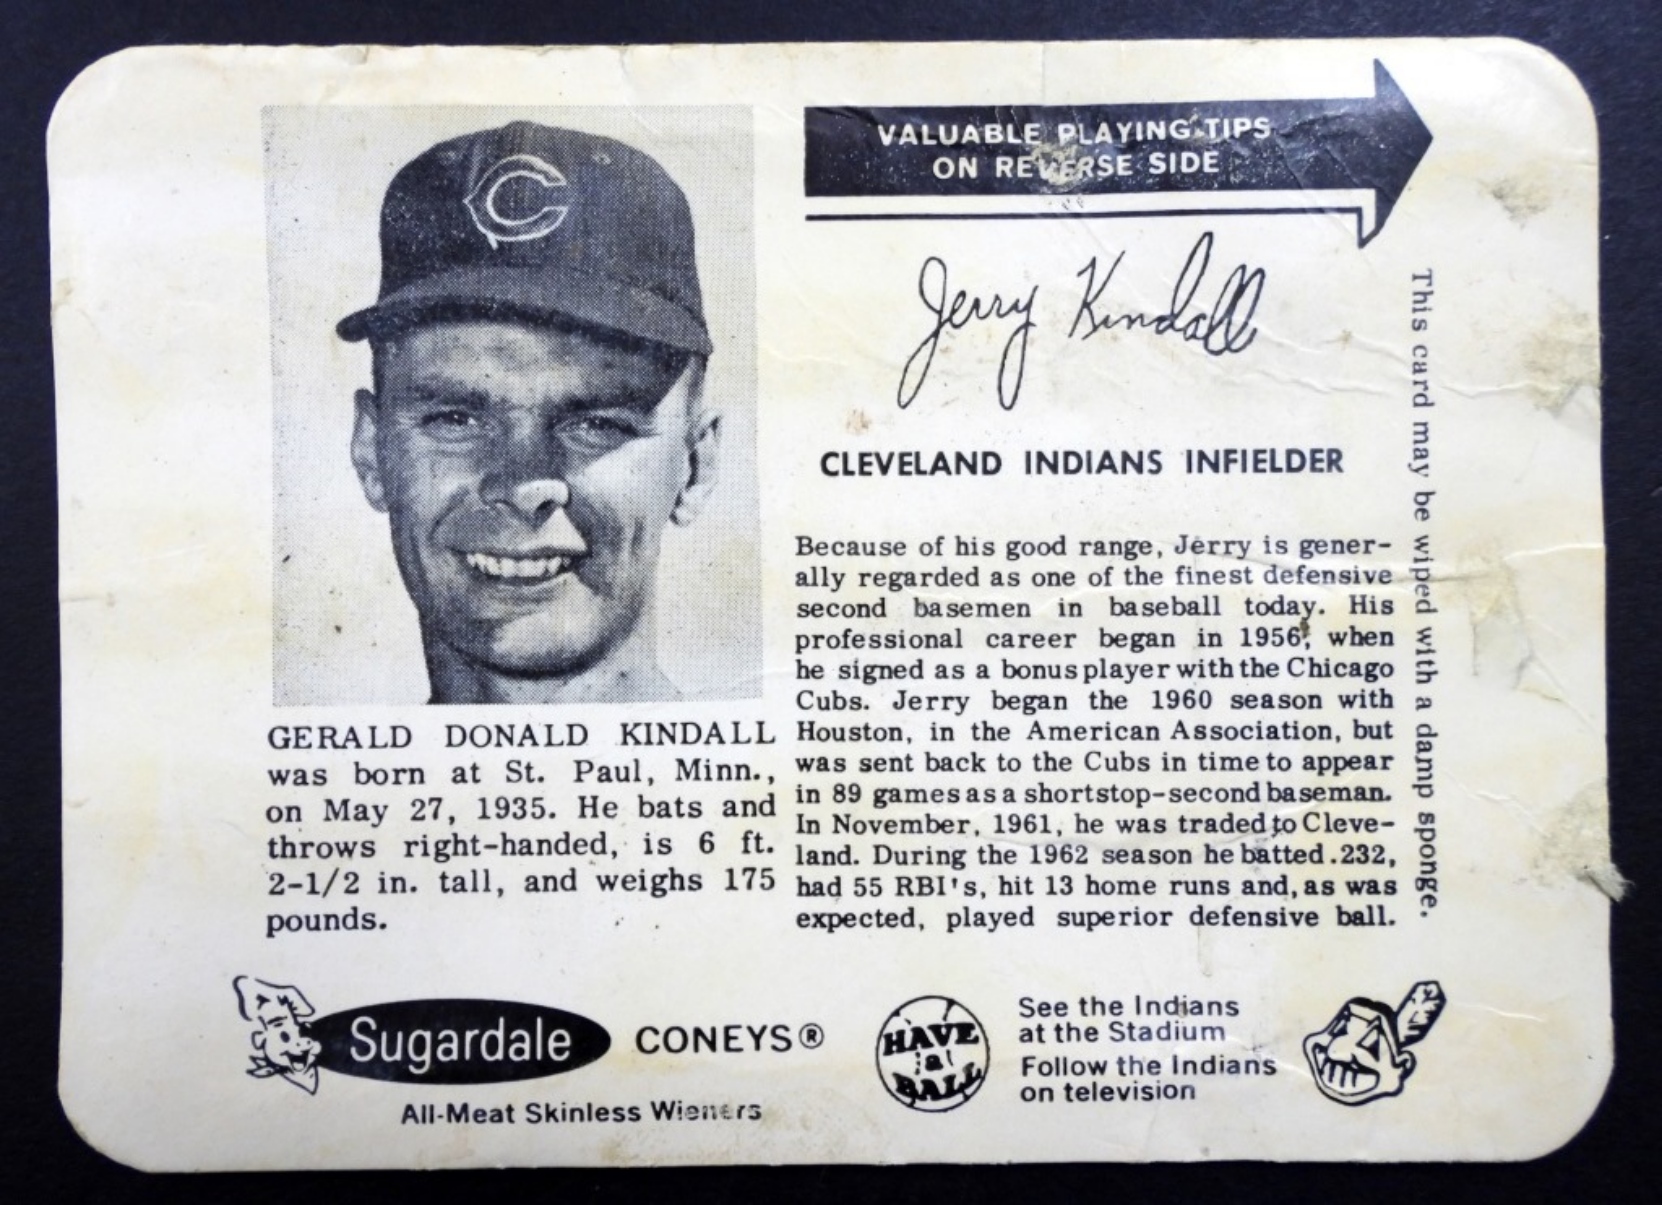 VALUABLE PLAYING TIPS
ON REVERSE SIDE
Jerry Kindall
CLEVELAND INDIANS INFIELDER
GERALD DONALD KINDALL
was born at St. Paul, Minn.,
on May 27, 1935. He bats and
throws right-handed, is 6 ft.
2-1/2 in. tall, and weighs 175
pounds.
Because of his good range, Jerry is gener-
ally regarded as one of the finest defensive
second basemen in baseball today. His
professional career began in 1956, when
he signed as a bonus player with the Chicago
Cubs. Jerry began the 1960 season with
Houston, in the American Association, but
was sent back to the Cubs in time to appear
in 89 games as a shortstop-second baseman.
In November, 1961, he was traded to Cleve-
land. During the 1962 season he batted .232,
had 55 RBI's, hit 13 home runs and, as was
expected, played superior defensive ball.
This card may be wiped with a damp sponge.
Sugardale CONEYS®
All-Meat Skinless Wieners
HAVE
a
BALL
See the Indians
at the Stadium
Follow the Indians
on television
C